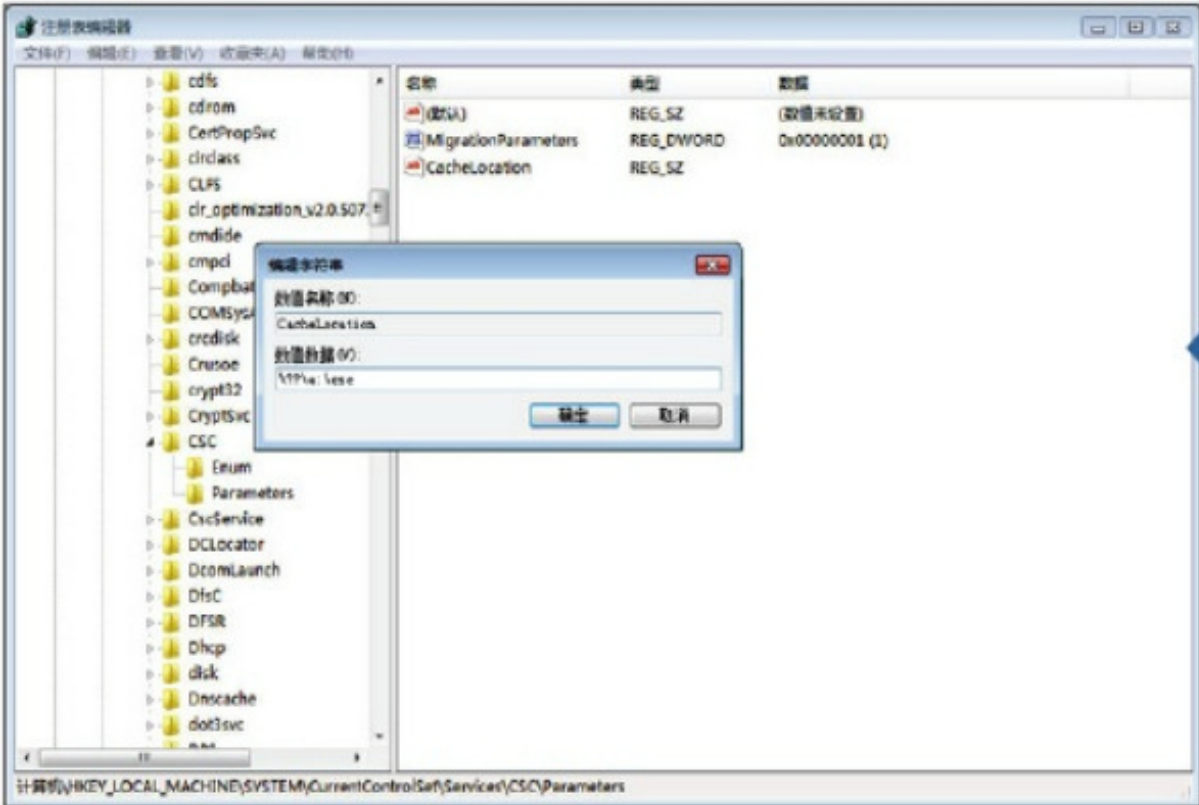 注册表编辑器
文件(F) 编辑(E) 查看(V) 收藏夹(A) 帮助(H)
cdfs
cdrom
CertPropSvc
circlass
CLFS
clr_optimization_v2.0.507
cmdide
cmpci
Compbat
COMSysA
crcdisk
Crusoe
crypt32
CryptSvc
CSC
Enum
Parameters
CscService
DCLocator
DcomLaunch
DfsC
DFSR
Dhcp
disk
Dnscache
dot3svc
名称 类型 数据
(默认) REG_SZ (数值未设置)
MigrationParameters REG_DWORD 0x00000001 (1)
CacheLocation REG_SZ
编辑字符串
数值名称(N):
CacheLocation
数值数据(V):
确定 取消
计算机\HKEY_LOCAL_MACHINE\SYSTEM\CurrentControlSet\Services\CSC\Parameters